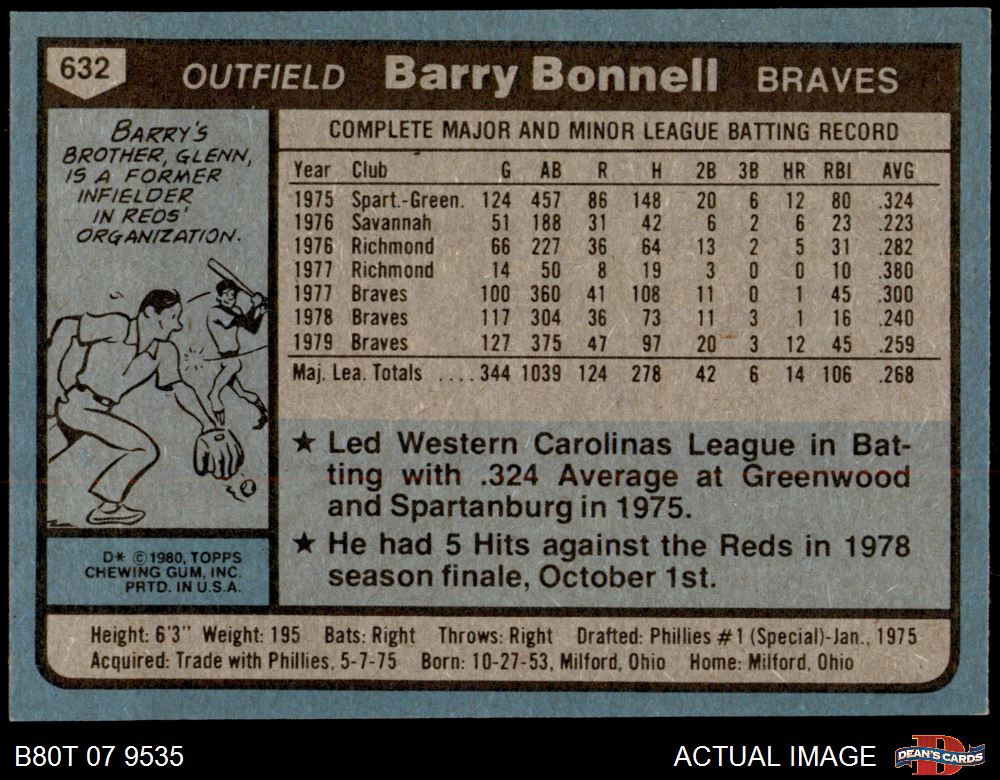 632
OUTFIELD Barry Bonnell BRAVES
BARRY'S
BROTHER, GLENN,
IS A FORMER
INFIELDER
IN REDS'
ORGANIZATION.
D* ©1980, TOPPS
CHEWING GUM, INC.
PRTD. IN U.S.A.
COMPLETE MAJOR AND MINOR LEAGUE BATTING RECORD
Year Club G AB R H 2B 3B HR RBI AVG
1975 Spart.-Green. 124 457 86 148 20 6 12 80 .324
1976 Savannah 51 188 31 42 6 2 6 23 .223
1976 Richmond 66 227 36 64 13 2 5 31 .282
1977 Richmond 14 50 8 19 3 0 0 10 .380
1977 Braves 100 360 41 108 11 0 1 45 .300
1978 Braves 117 304 36 73 11 3 1 16 .240
1979 Braves 127 375 47 97 20 3 12 45 .259
Maj. Lea. Totals .... 344 1039 124 278 42 6 14 106 .268
★ Led Western Carolinas League in Bat-
ting with .324 Average at Greenwood
and Spartanburg in 1975.
★ He had 5 Hits against the Reds in 1978
season finale, October 1st.
Height: 6'3" Weight: 195 Bats: Right Throws: Right Drafted: Phillies #1 (Special)-Jan., 1975
Acquired: Trade with Phillies, 5-7-75 Born: 10-27-53, Milford, Ohio Home: Milford, Ohio
B80T 07 9535
ACTUAL IMAGE
D
DEAN'S CARDS